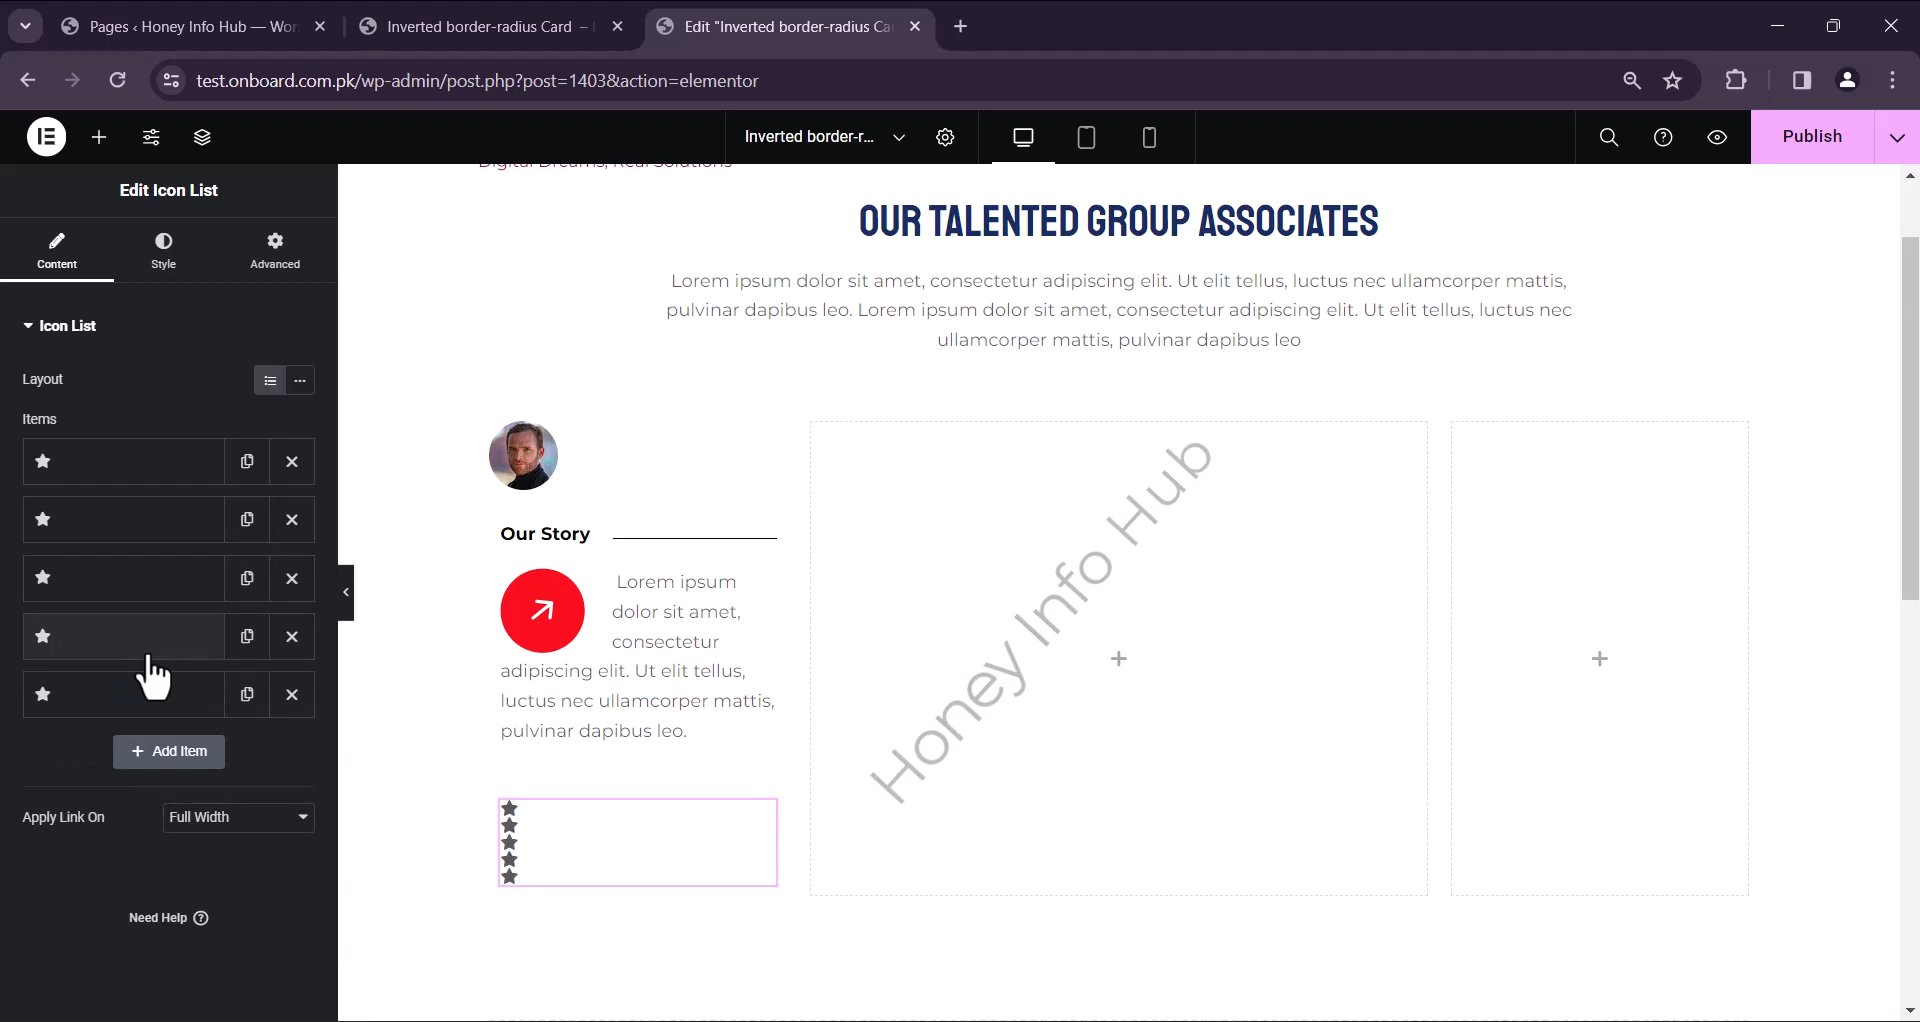 Pages ‹ Honey Info Hub — Wor
Inverted border-radius Card –
Edit "Inverted border-radius Ca
test.onboard.com.pk/wp-admin/post.php?post=1403&action=elementor
Inverted border-r...
Publish
Edit Icon List
Content
Style
Advanced
Icon List
Layout
Items
Add Item
Apply Link On
Full Width
Need Help
Digital Dreams, Real Solutions
OUR TALENTED GROUP ASSOCIATES
Lorem ipsum dolor sit amet, consectetur adipiscing elit. Ut elit tellus, luctus nec ullamcorper mattis,
pulvinar dapibus leo. Lorem ipsum dolor sit amet, consectetur adipiscing elit. Ut elit tellus, luctus nec
ullamcorper mattis, pulvinar dapibus leo
Our Story
Lorem ipsum
dolor sit amet,
consectetur
adipiscing elit. Ut elit tellus,
luctus nec ullamcorper mattis,
pulvinar dapibus leo.
Honey Info Hub